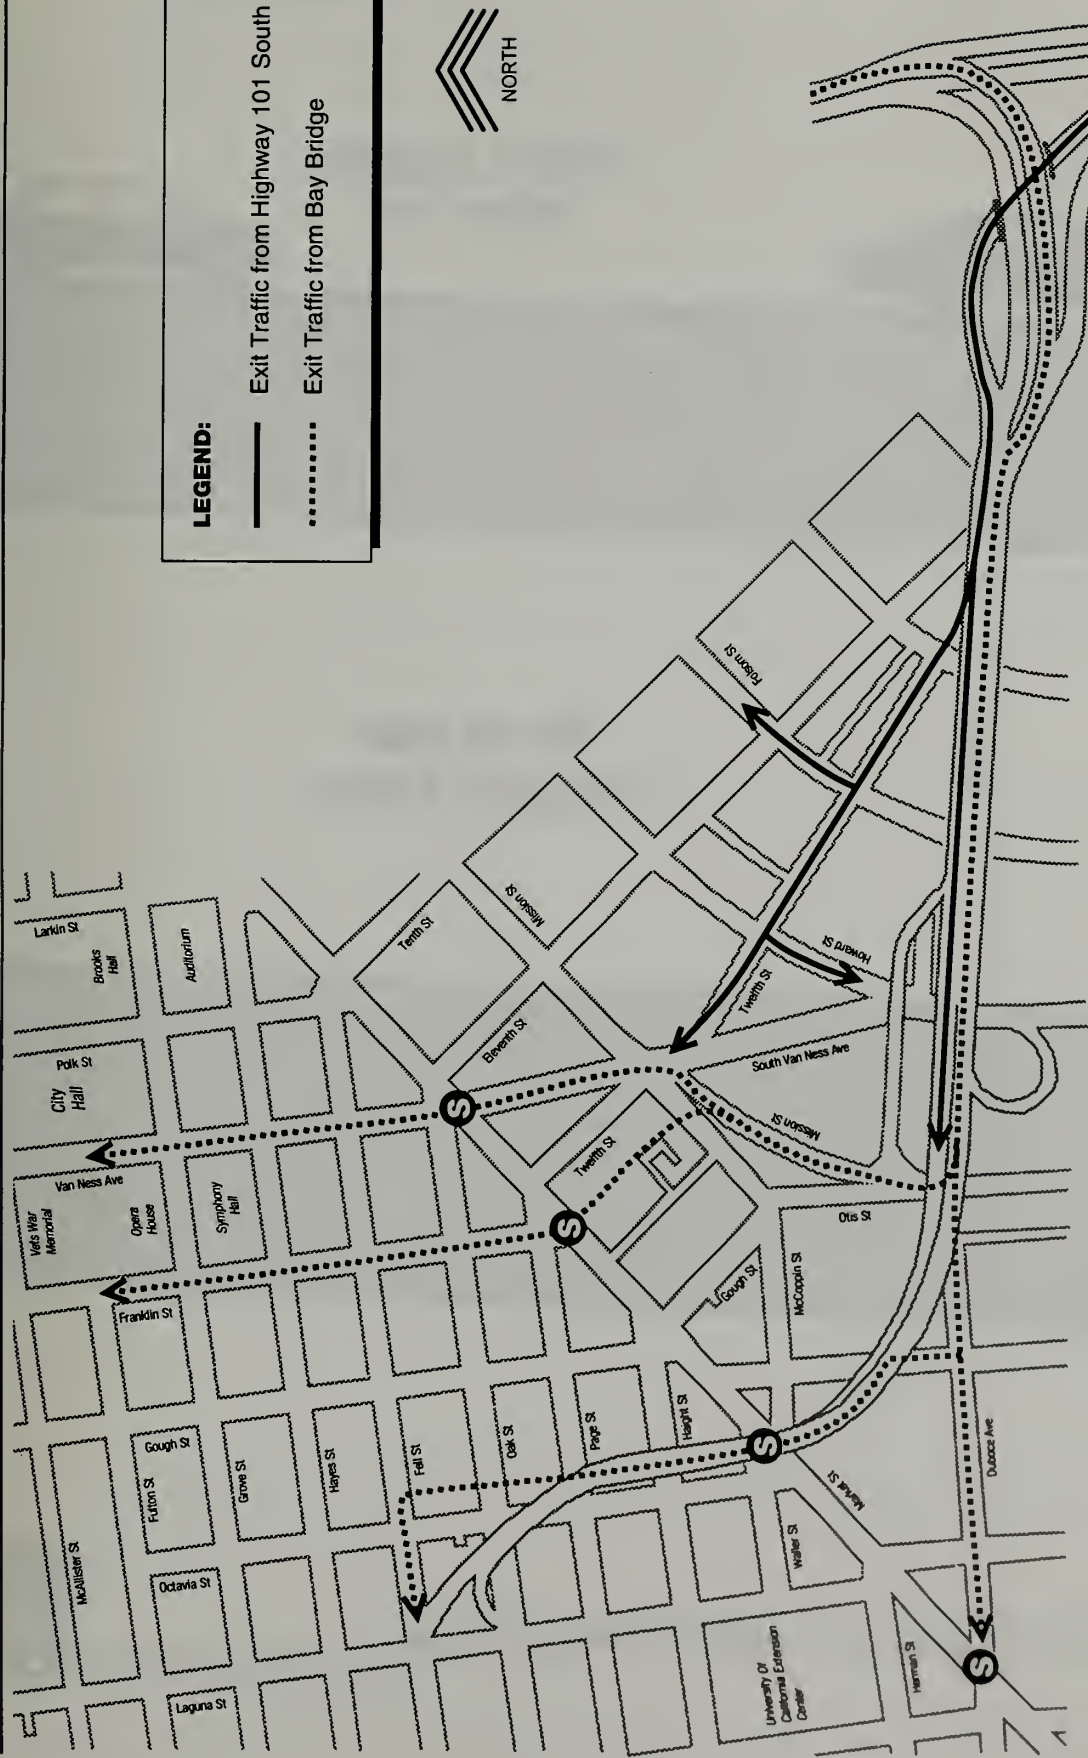 LEGEND:
Exit Traffic from Highway 101 South
Exit Traffic from Bay Bridge
NORTH
Larkin St
Brooks
Hall
Auditorium
Polk St
City
Hall
Van Ness Ave
Vets War
Memorial
Opera
House
Symphony
Hall
Franklin St
Gough St
Fulton St
Grove St
Hayes St
Fell St
Oak St
Page St
Haight St
McAllister St
Octavia St
Laguna St
Tenth St
Mission St
Folsom St
Eleventh St
Twelfth St
Twelfth St
Howard St
South Van Ness Ave
Mission St
Otis St
McCoppin St
Gough St
Market St
Waller St
Duboce Ave
Herman St
University Of
California Extension
Center
S
S
S
S